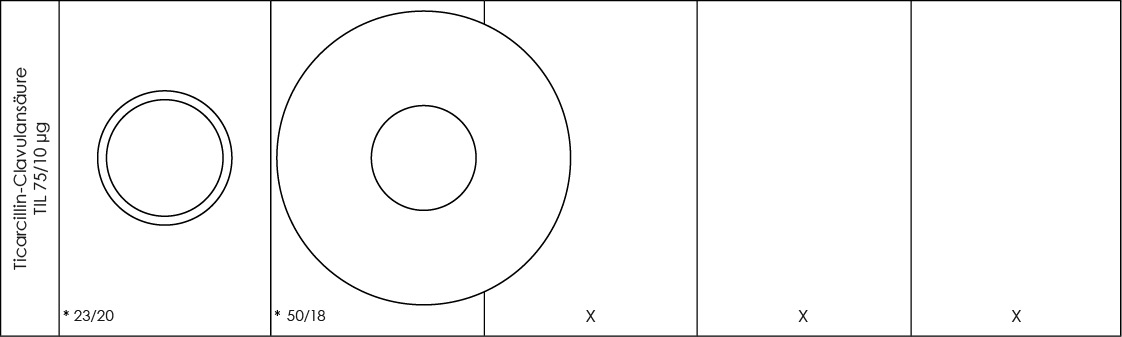 Ticarcillin-Clavulansäure
TIL 75/10 µg
* 23/20
* 50/18
X
X
X